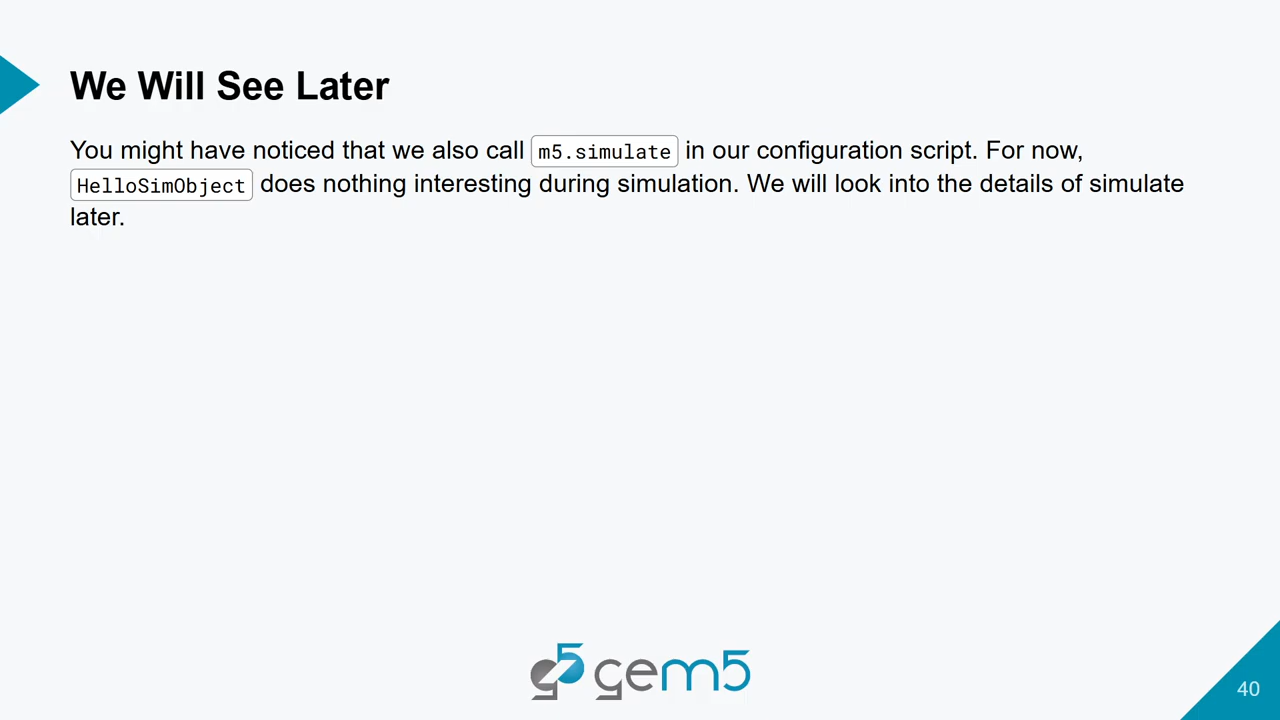 We Will See Later
You might have noticed that we also call m5.simulate in our configuration script. For now,
HelloSimObject does nothing interesting during simulation. We will look into the details of simulate
later.
g5 gem5
40